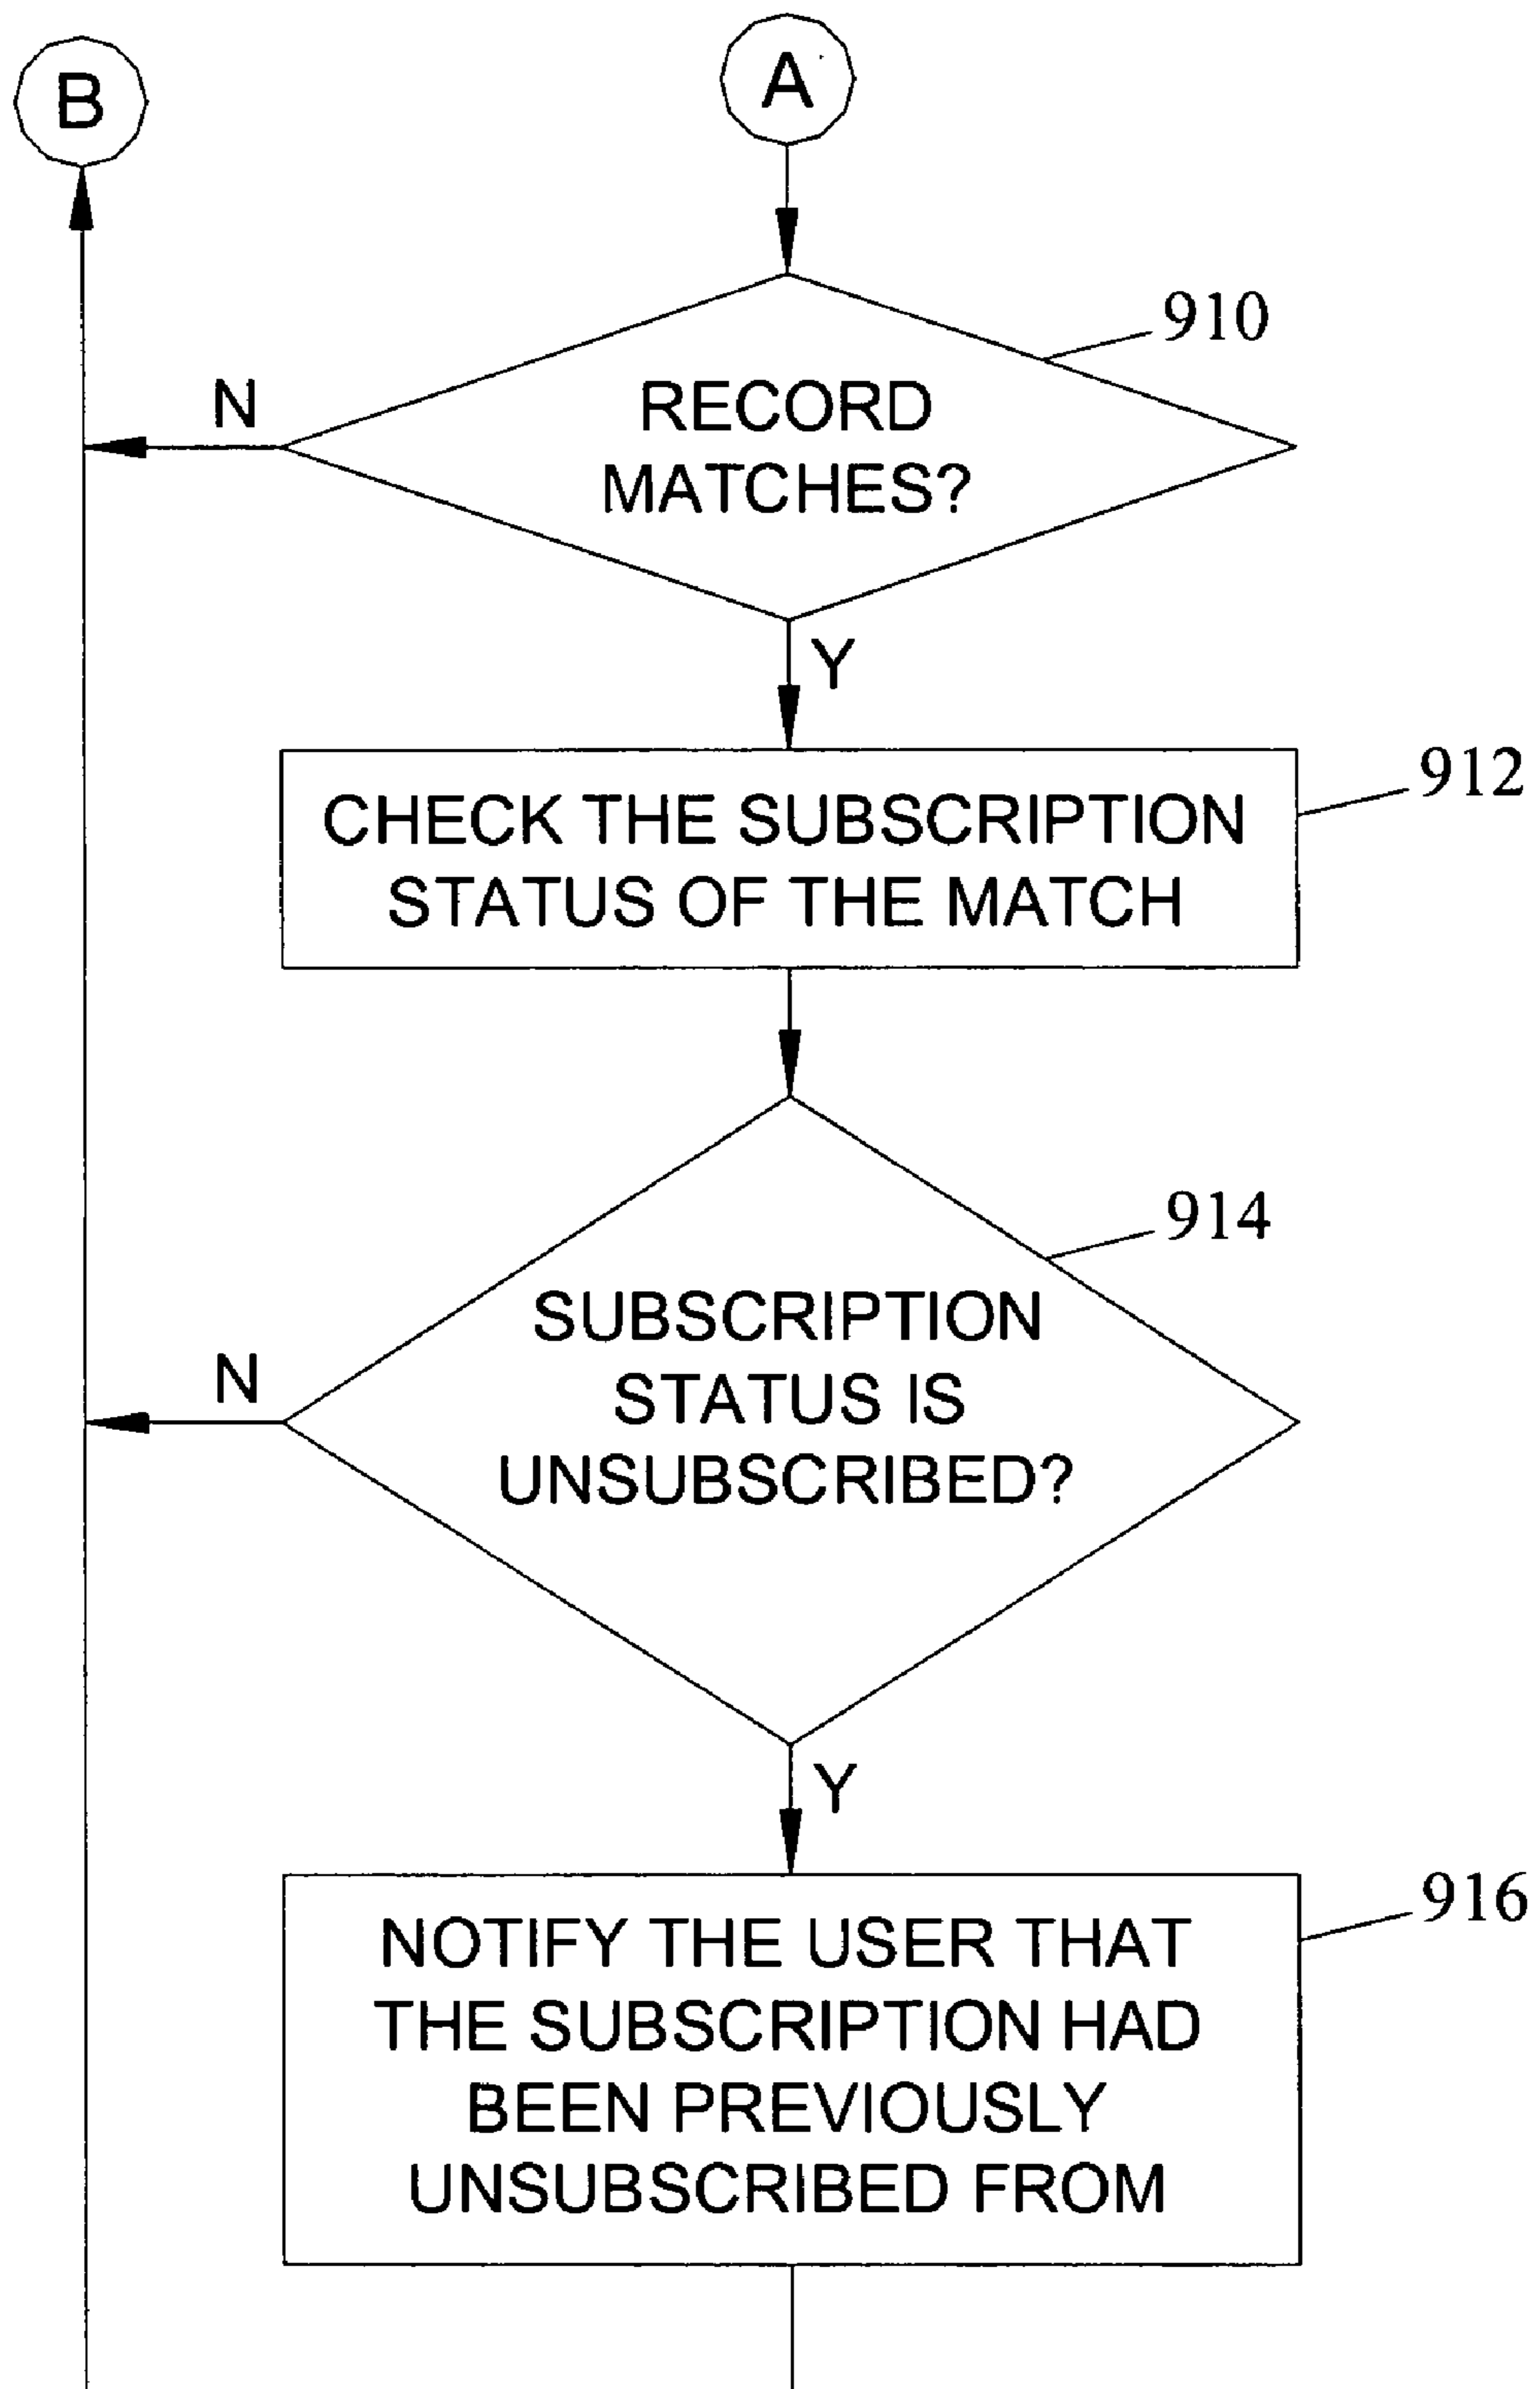 B
A
910
N
RECORD
MATCHES?
Y
912
CHECK THE SUBSCRIPTION
STATUS OF THE MATCH
914
SUBSCRIPTION
N
STATUS IS
UNSUBSCRIBED?
Y
916
NOTIFY THE USER THAT
THE SUBSCRIPTION HAD
BEEN PREVIOUSLY
UNSUBSCRIBED FROM